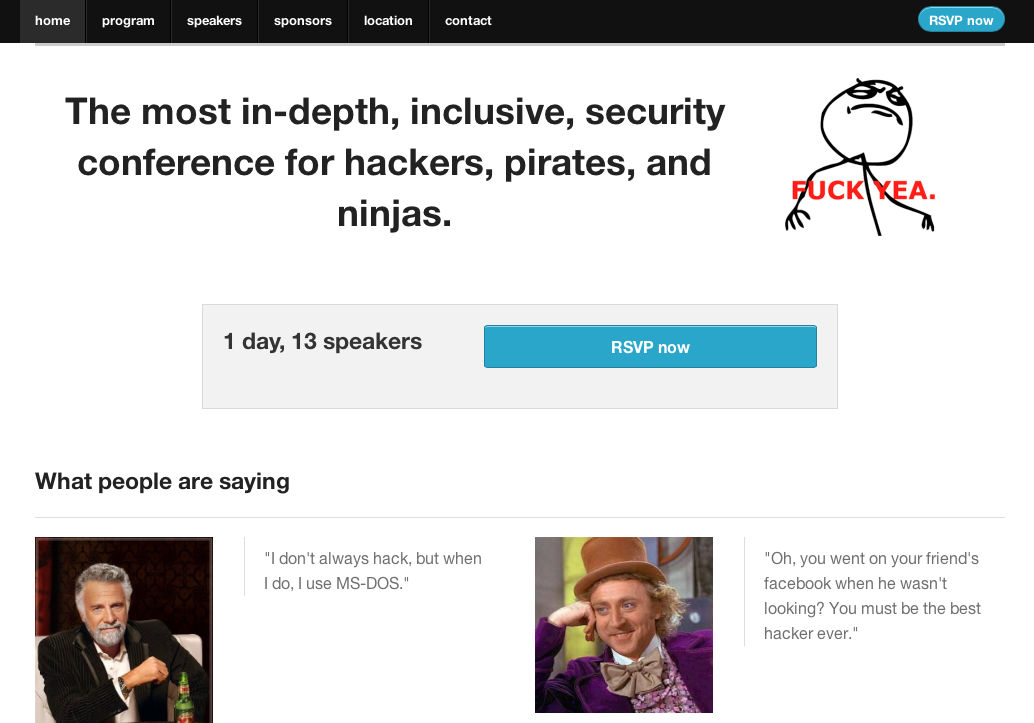 home program speakers sponsors location contact RSVP now
The most in-depth, inclusive, security
conference for hackers, pirates, and
ninjas.
FUCK YEA.
1 day, 13 speakers
RSVP now
What people are saying
"I don't always hack, but when
I do, I use MS-DOS."
"Oh, you went on your friend's
facebook when he wasn't
looking? You must be the best
hacker ever."